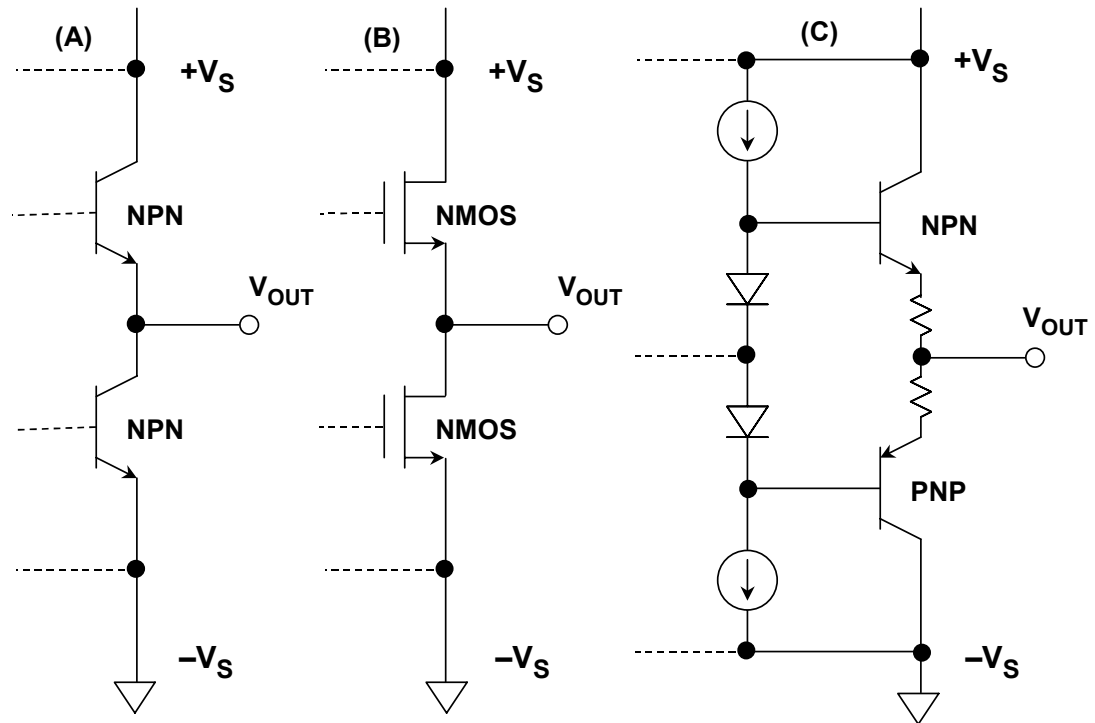 (A)
+VS
NPN
VOUT
NPN
–VS
(B)
+VS
NMOS
VOUT
NMOS
–VS
(C)
+VS
NPN
VOUT
PNP
–VS